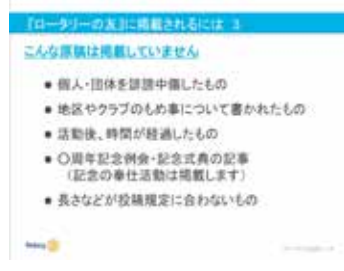 『ロータリーの友』に掲載されるには 3
こんな原稿は掲載していません
● 個人・団体を誹謗中傷したもの
● 地区やクラブのもめ事について書かれたもの
● 活動後、時間が経過したもの
● 〇周年記念例会・記念式典の記事
（記念の奉仕活動は掲載します）
● 長さなどが投稿規定に合わないもの
Rotary